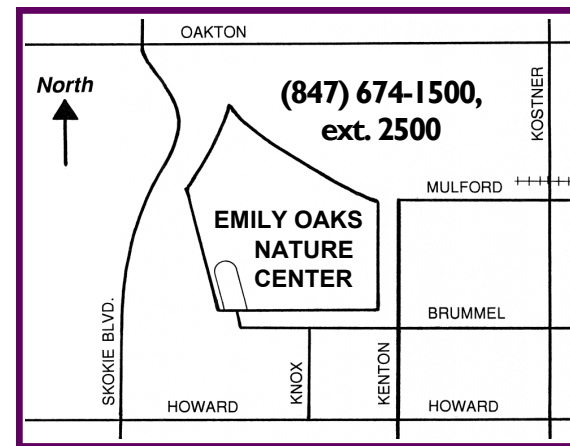 OAKTON
North
(847) 674-1500,
ext. 2500
KOSTNER
MULFORD
EMILY OAKS
NATURE
CENTER
SKOKIE BLVD.
BRUMMEL
KNOX
KENTON
HOWARD
HOWARD